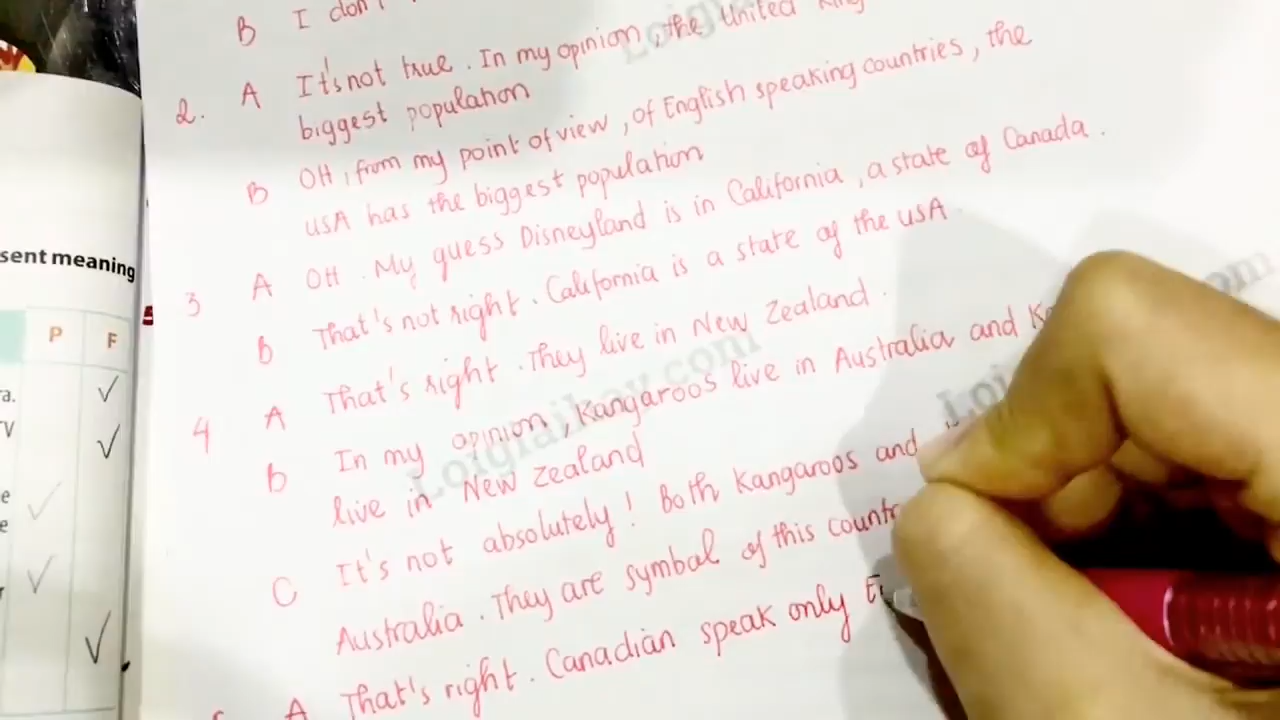 B I don't
2. A It's not true. In my opinion, the United
biggest population
B OH, from my point of view, of English speaking countries, the
USA has the biggest population
3 A OH. My guess Disneyland is in California, a state of Canada.
B That's not right. California is a state of the USA
4 A That's right. They live in New Zealand.
B In my opinion, Kangaroos live in Australia and
live in New Zealand
C It's not absolutely! Both Kangaroos and
Australia. They are symbal of this
A That's right. Canadian speak only
sent meaning
P F
Loigiaihay.com